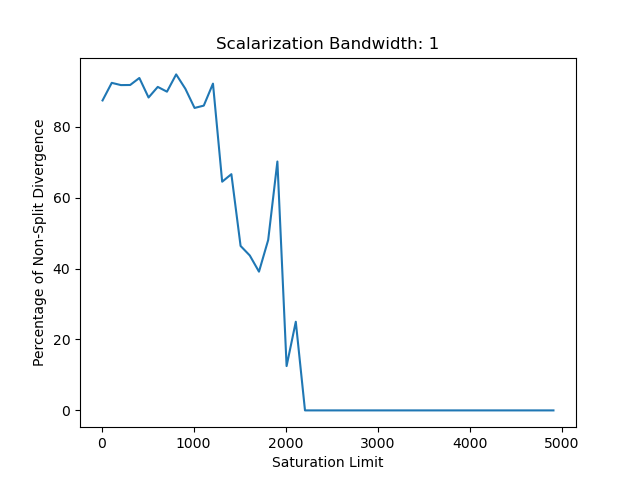 Scalarization Bandwidth: 1
Percentage of Non-Split Divergence
80
60
40
20
0
0 1000 2000 3000 4000 5000
Saturation Limit